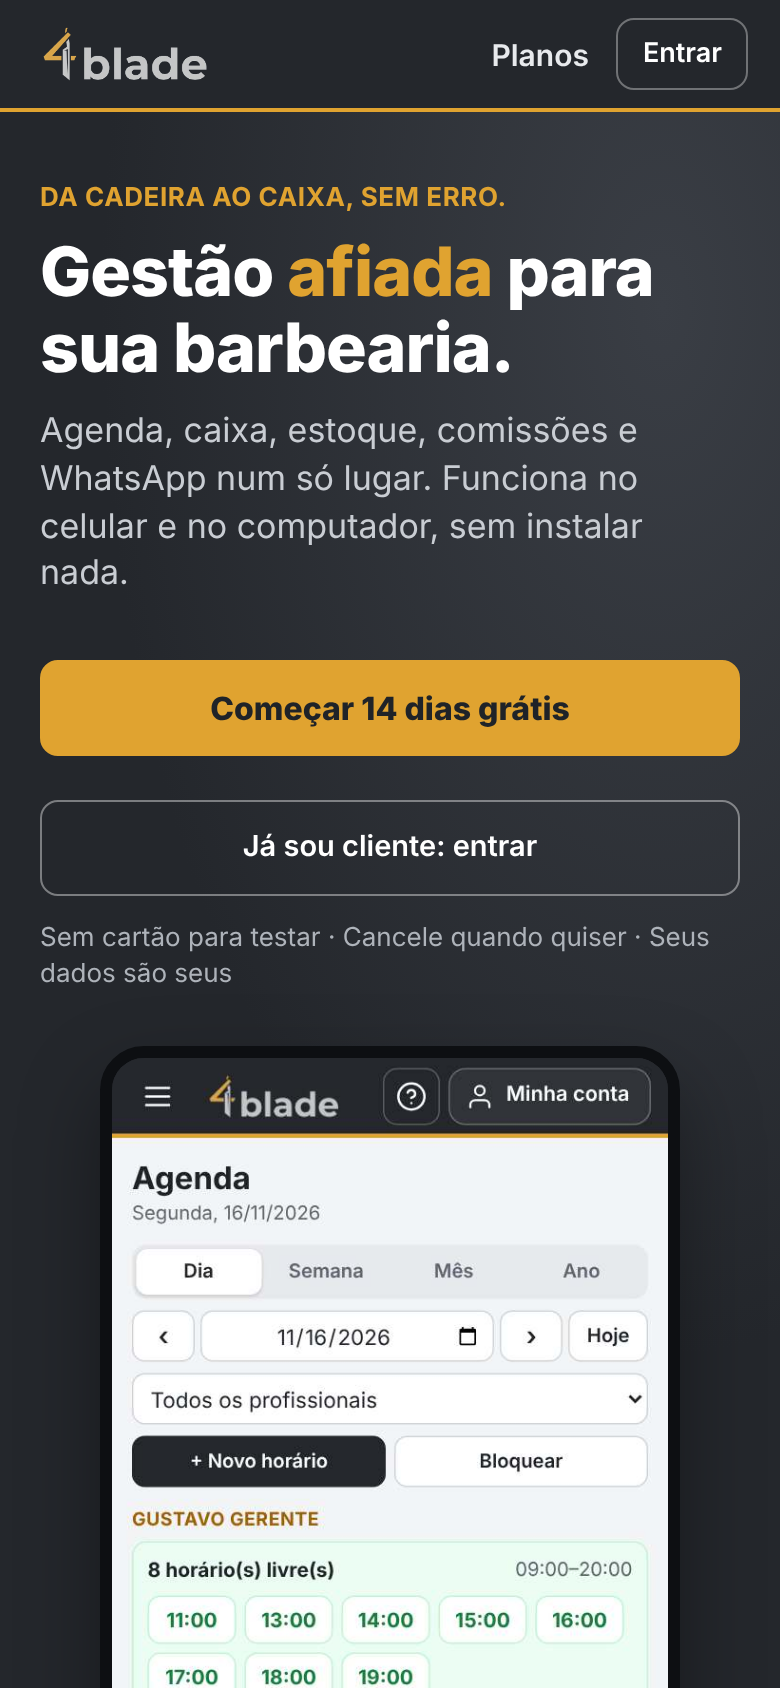 4blade
Planos
Entrar
DA CADEIRA AO CAIXA, SEM ERRO.
Gestão afiada para
sua barbearia.
Agenda, caixa, estoque, comissões e
WhatsApp num só lugar. Funciona no
celular e no computador, sem instalar
nada.
Começar 14 dias grátis
Já sou cliente: entrar
Sem cartão para testar · Cancele quando quiser · Seus
dados são seus
4blade
Minha conta
Agenda
Segunda, 16/11/2026
Dia Semana Mês Ano
‹ 11/16/2026 › Hoje
Todos os profissionais
+ Novo horário Bloquear
GUSTAVO GERENTE
8 horário(s) livre(s) 09:00–20:00
11:00 13:00 14:00 15:00 16:00
17:00 18:00 19:00